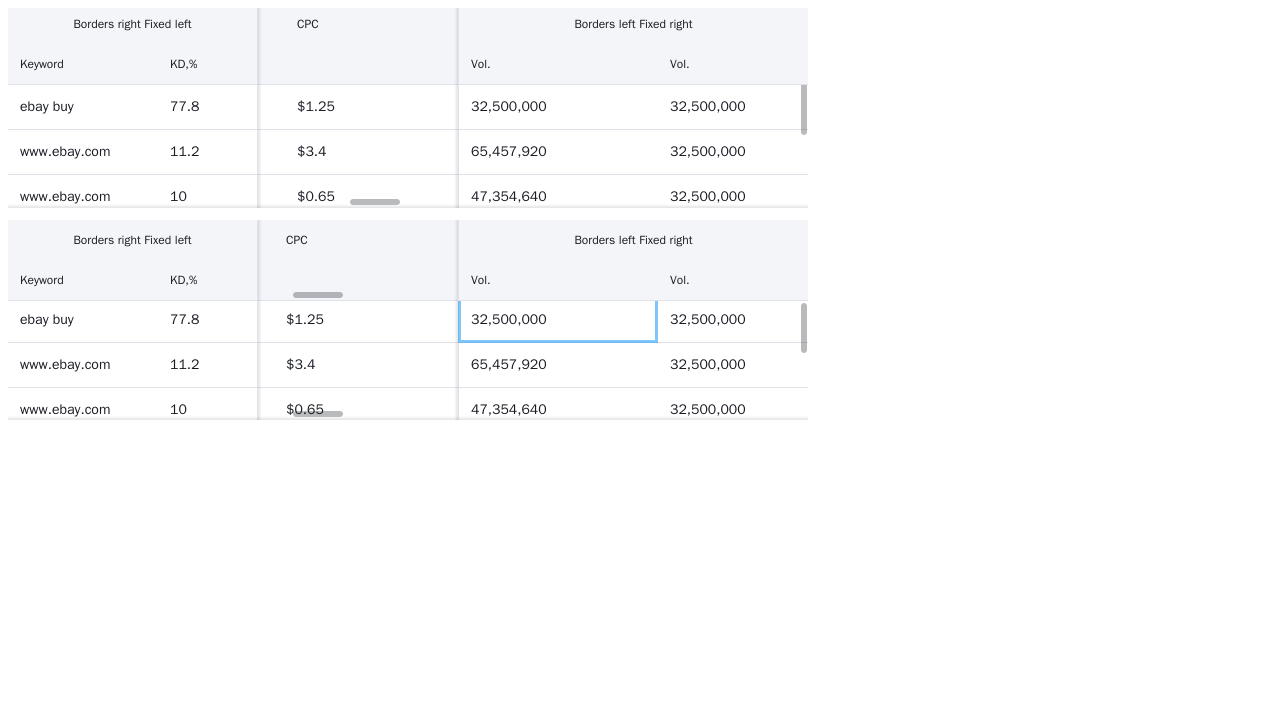 Borders right Fixed left CPC Borders left Fixed right
Keyword KD,% Vol. Vol.
ebay buy 77.8 $1.25 32,500,000 32,500,000
www.ebay.com 11.2 $3.4 65,457,920 32,500,000
www.ebay.com 10 $0.65 47,354,640 32,500,000
Borders right Fixed left CPC Borders left Fixed right
Keyword KD,% Vol. Vol.
ebay buy 77.8 $1.25 32,500,000 32,500,000
www.ebay.com 11.2 $3.4 65,457,920 32,500,000
www.ebay.com 10 $0.65 47,354,640 32,500,000